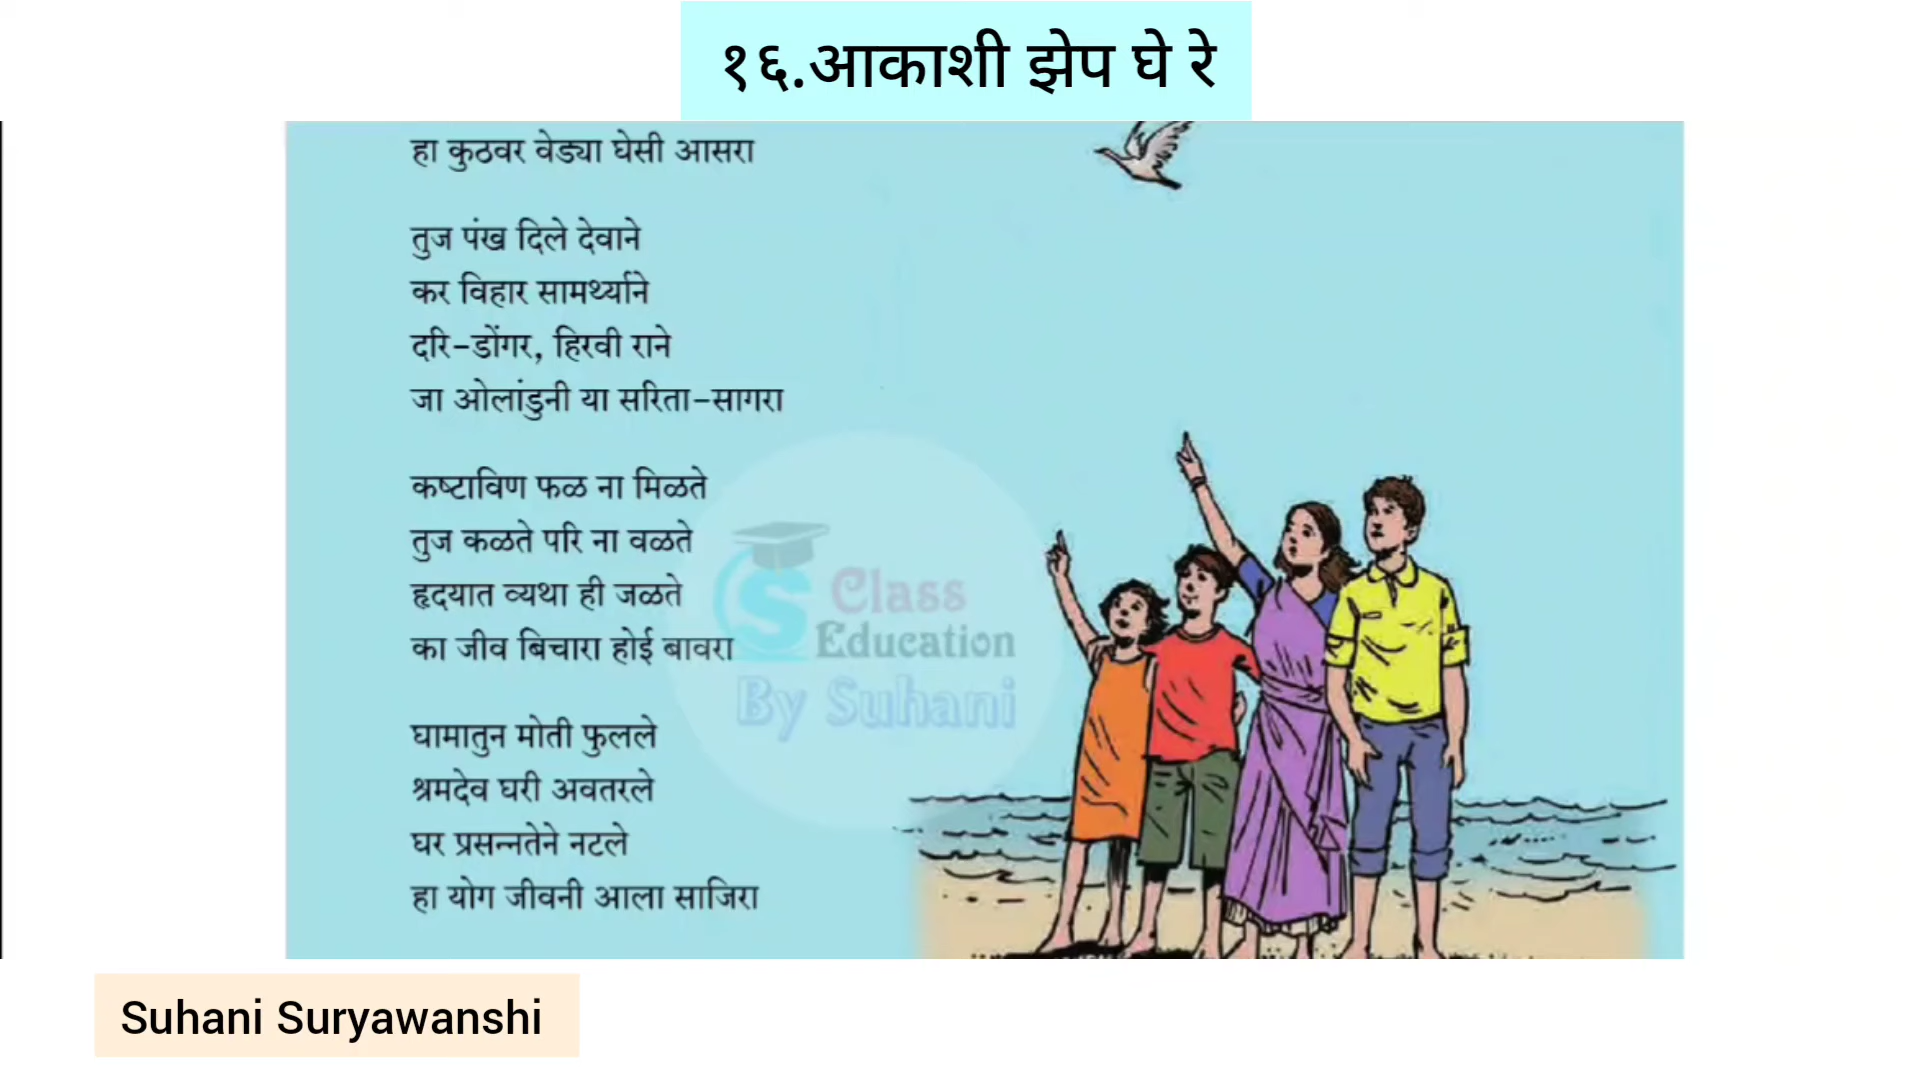 १६.आकाशी झेप घे रे
हा कुठवर वेड्या घेसी आसरा
तुज पंख दिले देवाने
कर विहार सामर्थ्याने
दरि-डोंगर, हिरवी राने
जा ओलांडुनी या सरिता-सागरा
कष्टाविण फळ ना मिळते
तुज कळते परि ना वळते
हृदयात व्यथा ही जळते
का जीव बिचारा होई बावरा
घामातुन मोती फुलले
श्रमदेव घरी अवतरले
घर प्रसन्नतेने नटले
हा योग जीवनी आला साजिरा
S Class
Education
By Suhani
Suhani Suryawanshi